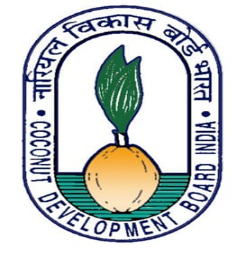 नारियल विकास बोर्ड भारत
COCONUT DEVELOPMENT BOARD INDIA